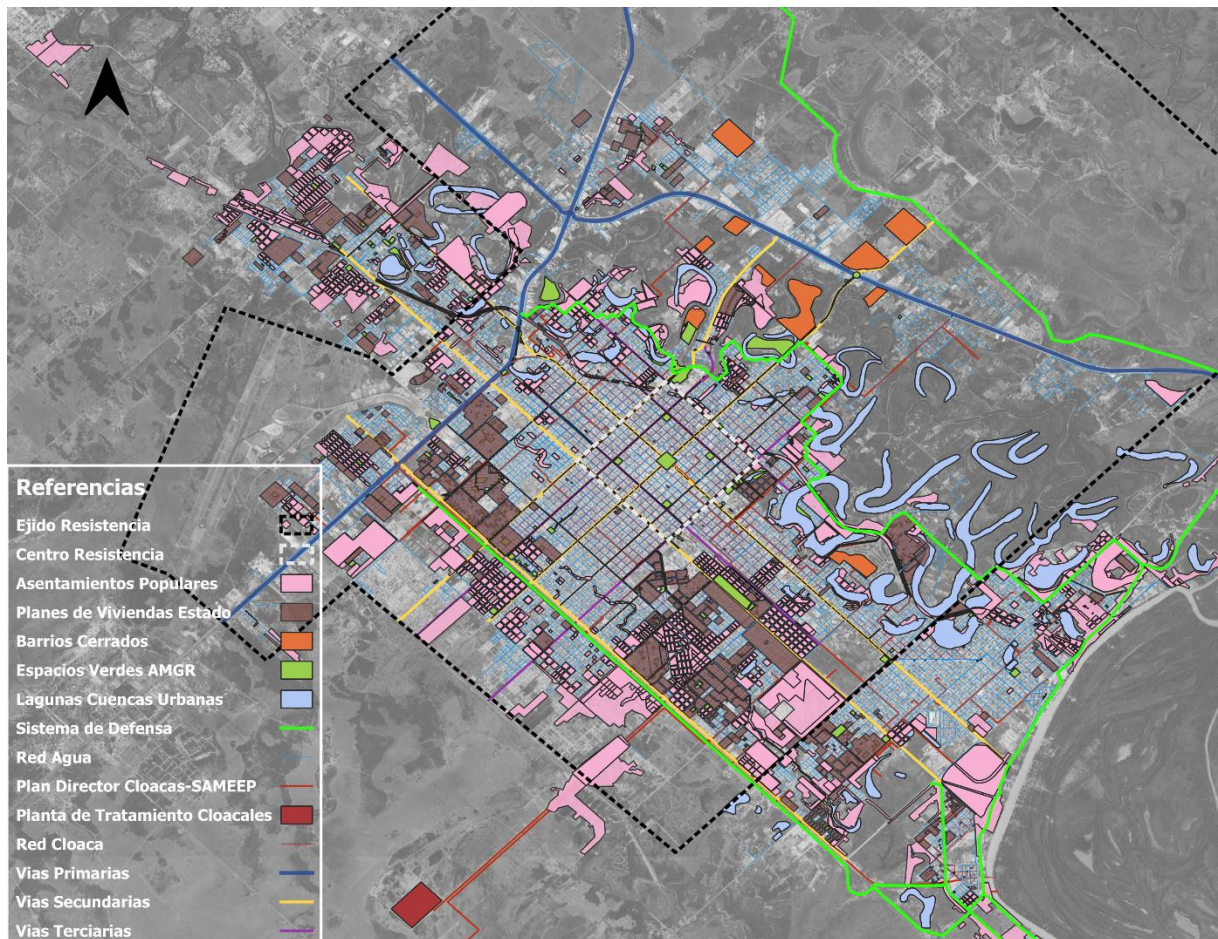 Referencias
Ejido Resistencia
Centro Resistencia
Asentamientos Populares
Planes de Viviendas Estado
Barrios Cerrados
Espacios Verdes AMGR
Lagunas Cuencas Urbanas
Sistema de Defensa
Red Agua
Plan Director Cloacas-SAMEEP
Planta de Tratamiento Cloacales
Red Cloaca
Vias Primarias
Vias Secundarias
Vias Terciarias